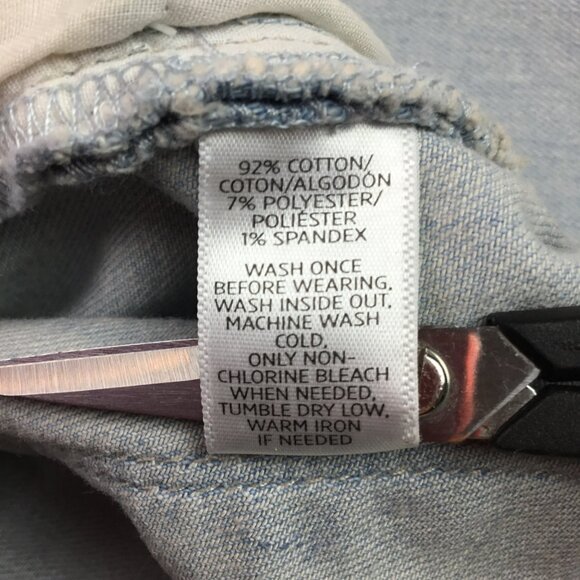 92% COTTON/
COTON/ALGODÓN
7% POLYESTER/
POLIÉSTER
1% SPANDEX
WASH ONCE
BEFORE WEARING,
WASH INSIDE OUT,
MACHINE WASH
COLD,
ONLY NON-
CHLORINE BLEACH
WHEN NEEDED,
TUMBLE DRY LOW,
WARM IRON
IF NEEDED